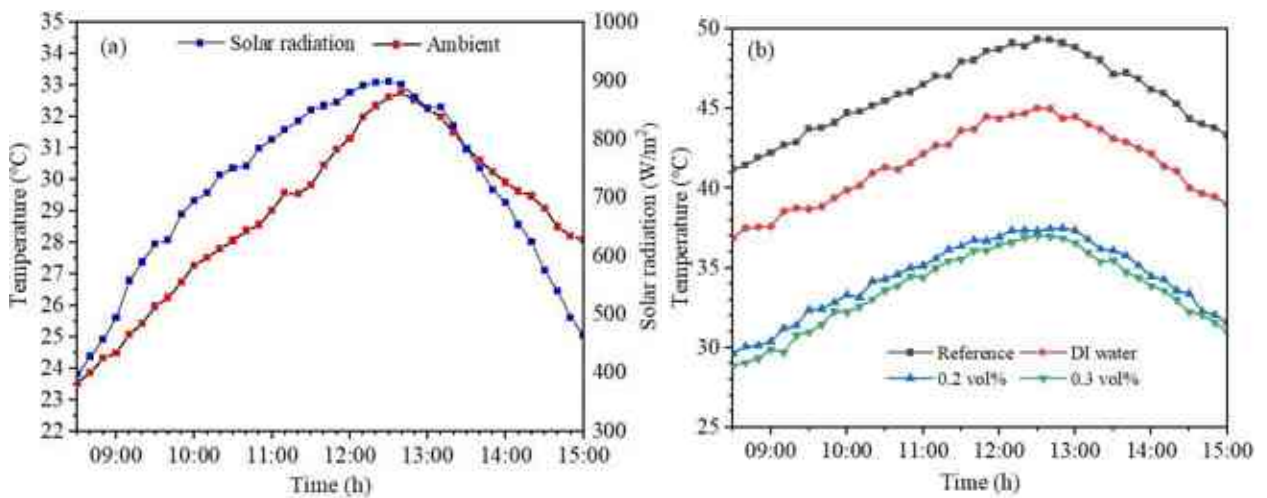 (a)
Solar radiation
Ambient
Temperature (°C)
35
34
33
32
31
30
29
28
27
26
25
24
23
22
1000
900
800
700
600
500
400
300
Solar radiation (W/m²)
09:00 10:00 11:00 12:00 13:00 14:00 15:00
Time (h)
(b)
Temperature (°C)
50
45
40
35
30
25
Reference
DI water
0.2 vol%
0.3 vol%
09:00 10:00 11:00 12:00 13:00 14:00 15:00
Time (h)